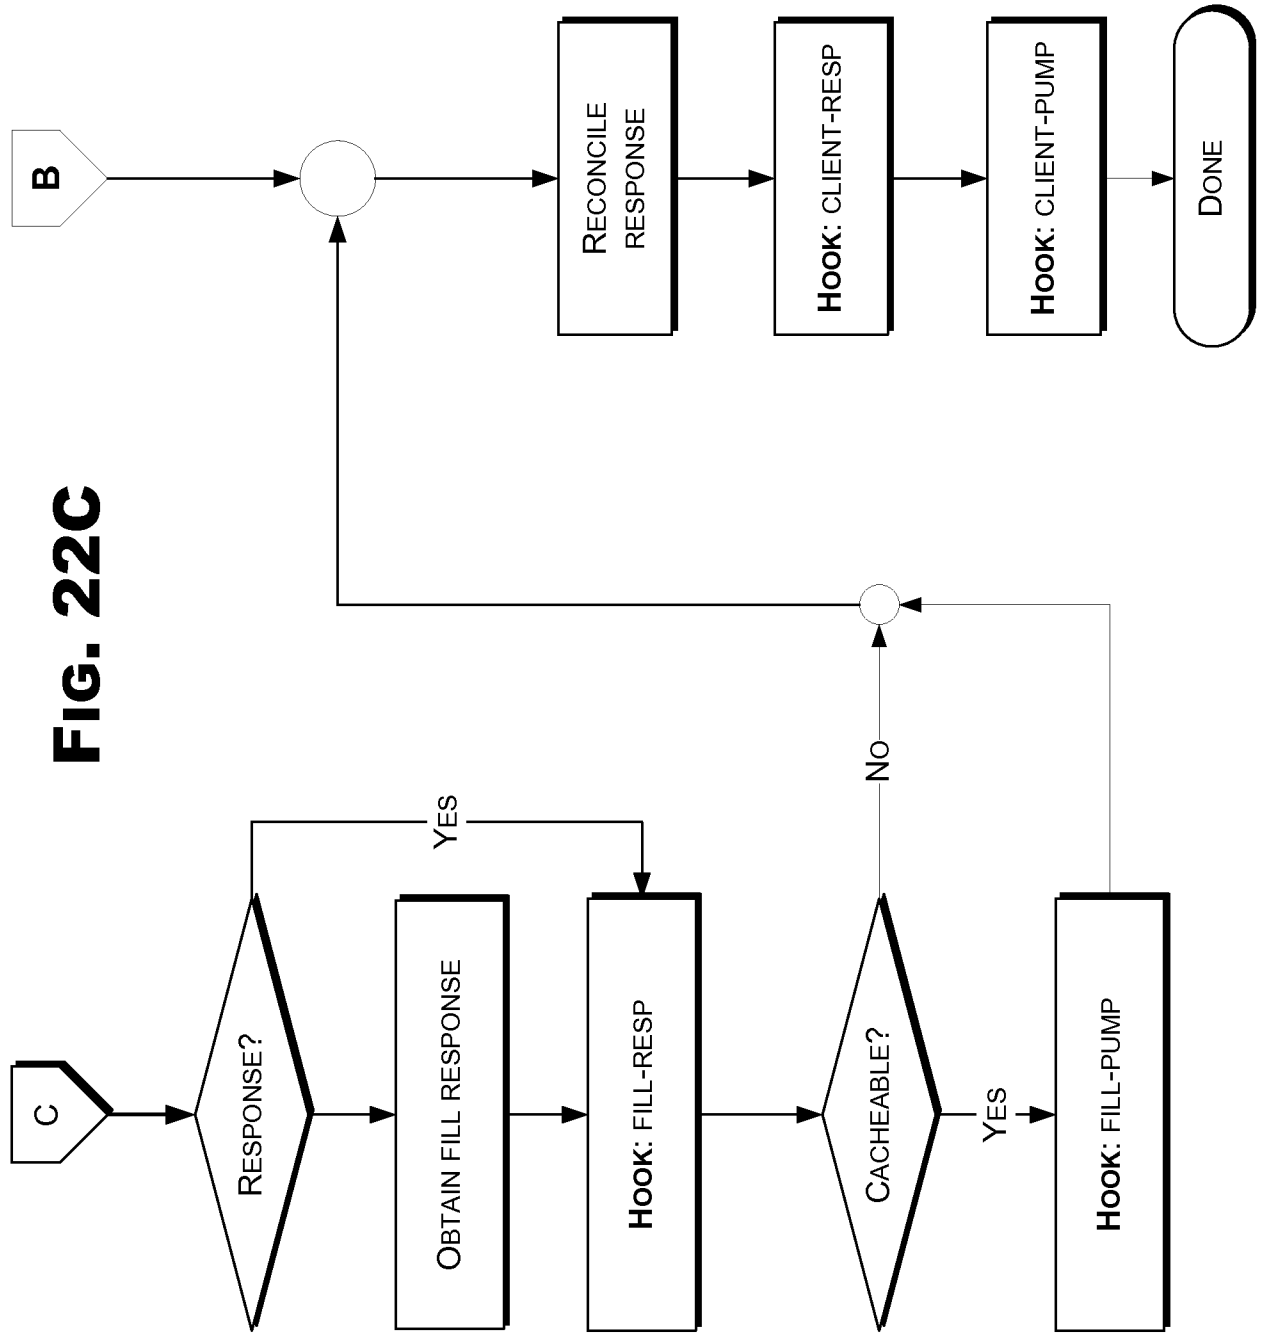 FIG. 22C
C
RESPONSE?
YES
OBTAIN FILL RESPONSE
HOOK: FILL-RESP
CACHEABLE?
NO
YES
HOOK: FILL-PUMP
B
RECONCILE
RESPONSE
HOOK: CLIENT-RESP
HOOK: CLIENT-PUMP
DONE